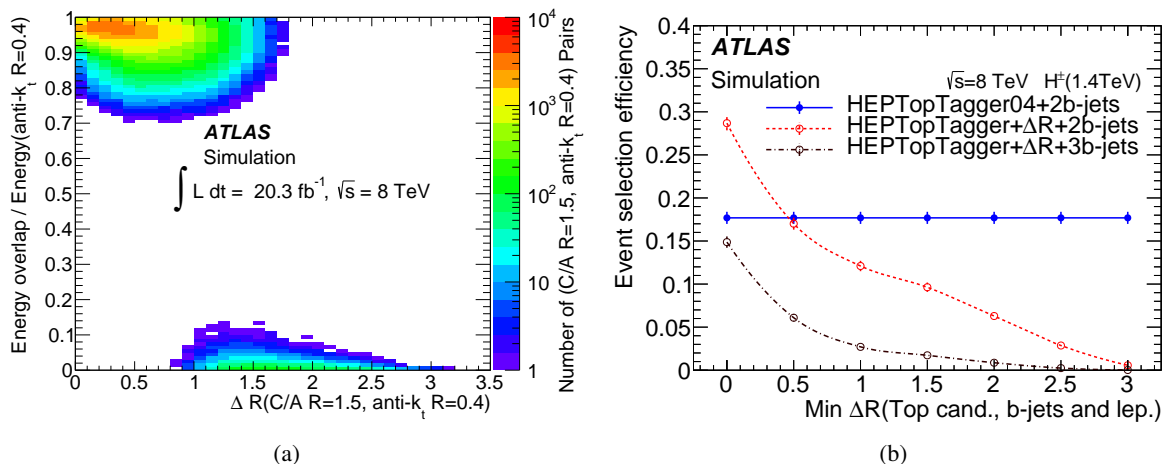 Energy overlap / Energy(anti-k_t R=0.4)
1
0.9
0.8
0.7
0.6
0.5
0.4
0.3
0.2
0.1
0
0 0.5 1 1.5 2 2.5 3 3.5
Δ R(C/A R=1.5, anti-k_t R=0.4)
ATLAS
Simulation
∫ L dt = 20.3 fb⁻¹, √s = 8 TeV
10⁴
10³
10²
10
1
Number of (C/A R=1.5, anti-k_t R=0.4) Pairs
(a)
Event selection efficiency
0.4
0.35
0.3
0.25
0.2
0.15
0.1
0.05
0
0 0.5 1 1.5 2 2.5 3
Min ΔR(Top cand., b-jets and lep.)
ATLAS
Simulation √s=8 TeV H±(1.4TeV)
HEPTopTagger04+2b-jets
HEPTopTagger+ΔR+2b-jets
HEPTopTagger+ΔR+3b-jets
(b)